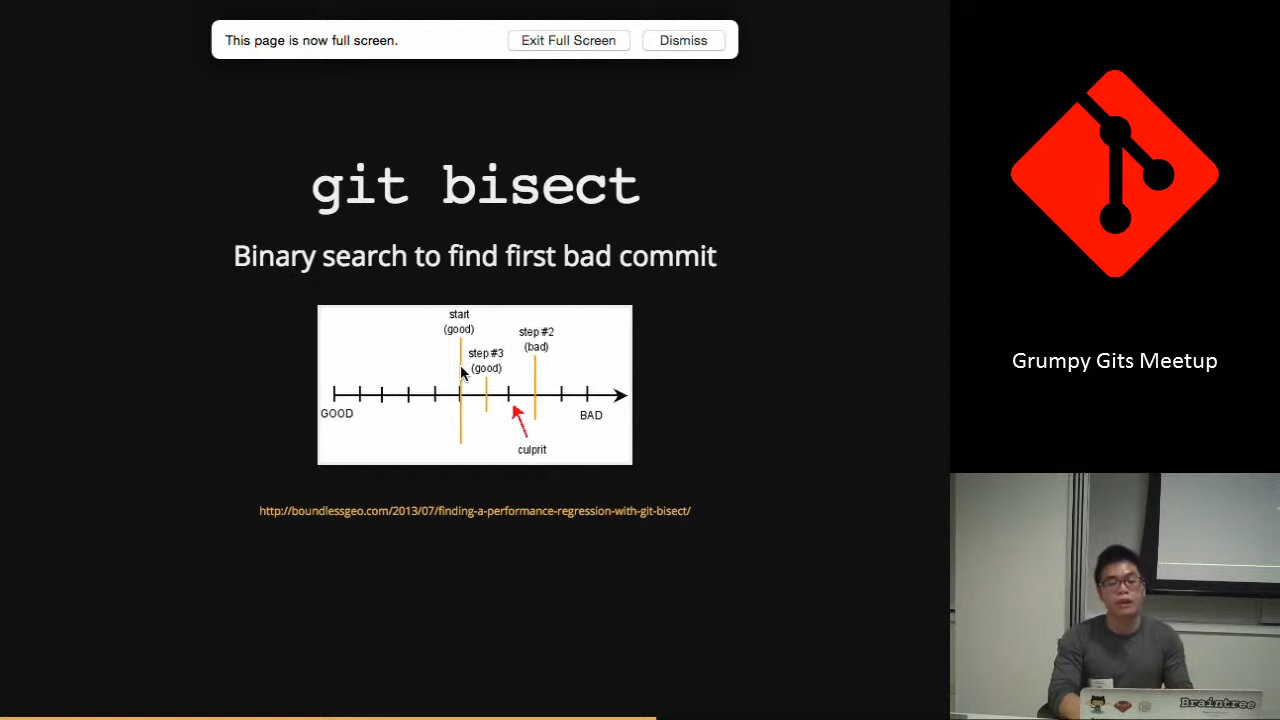 This page is now full screen.
Exit Full Screen
Dismiss
git bisect
Binary search to find first bad commit
start
(good)
step #2
(bad)
step #3
(good)
GOOD
BAD
culprit
http://boundlessgeo.com/2013/07/finding-a-performance-regression-with-git-bisect/
Grumpy Gits Meetup
Braintree